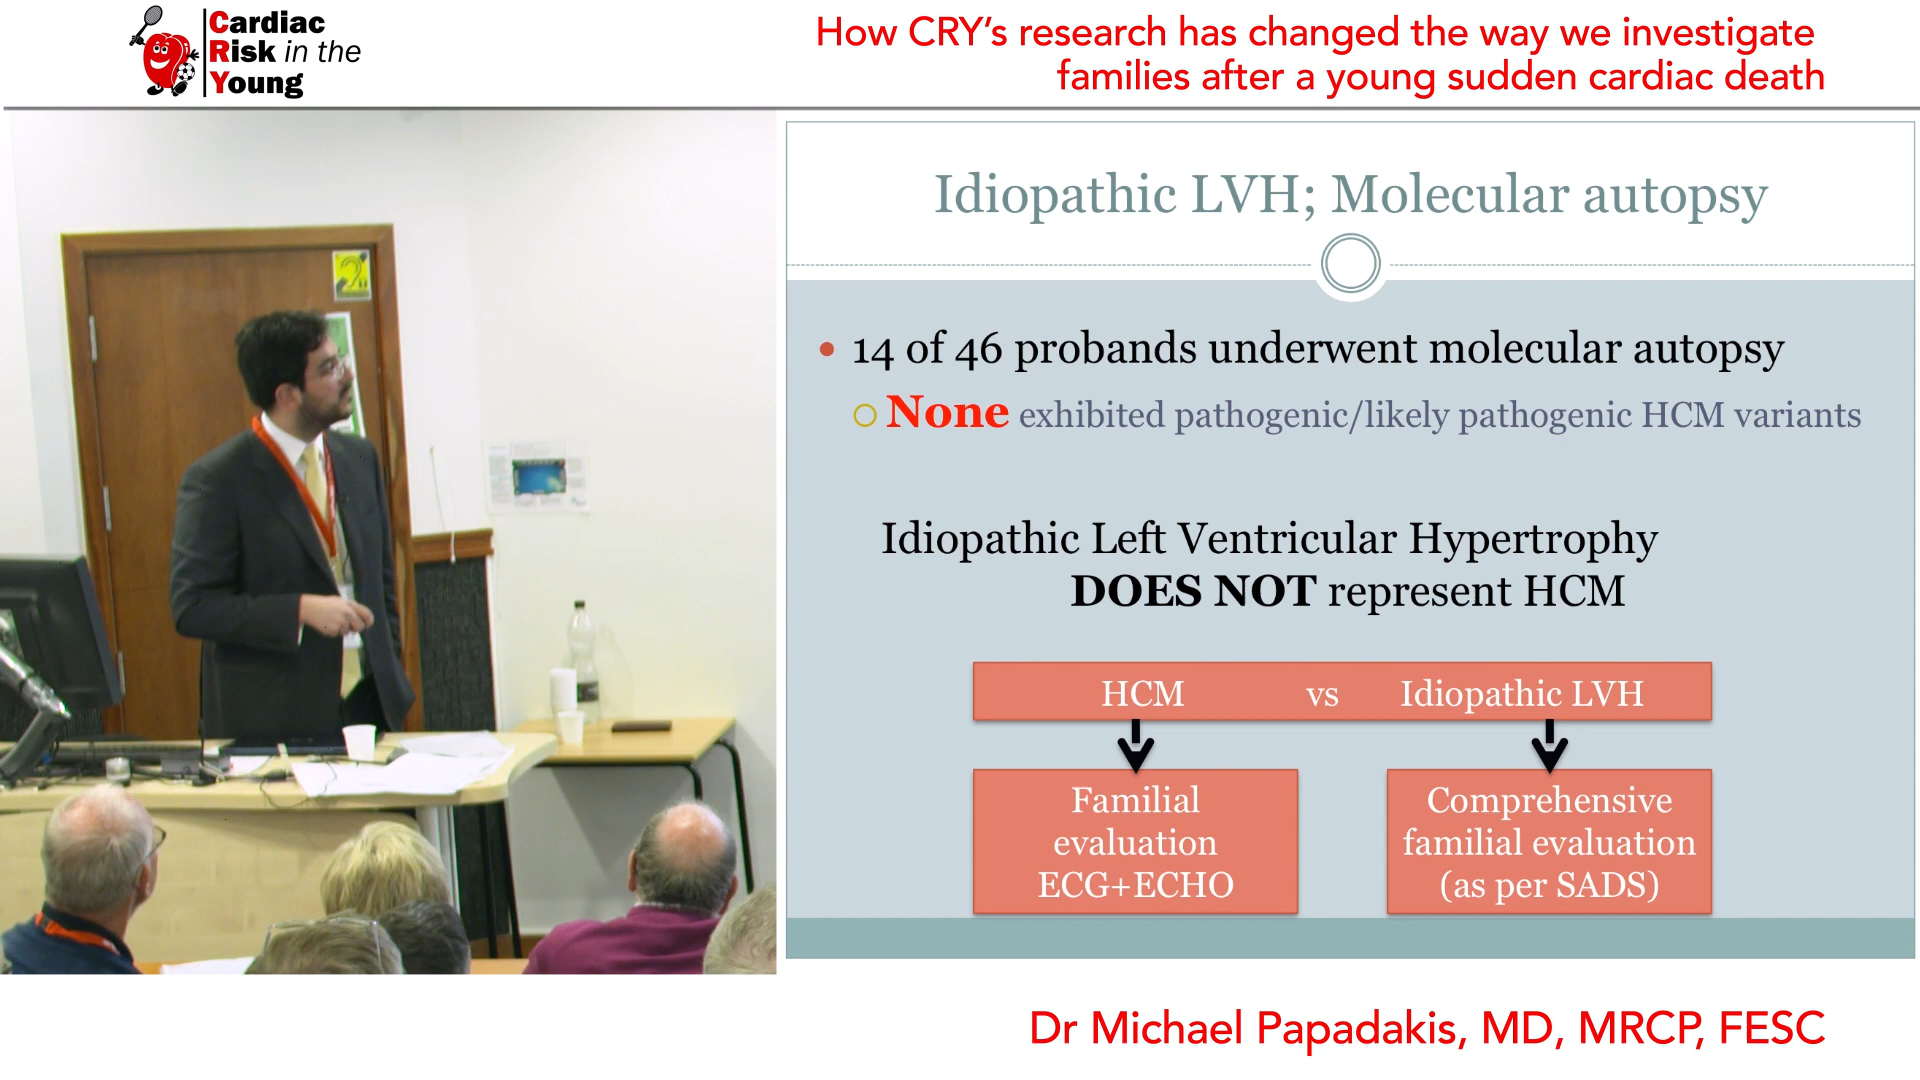 Cardiac
Risk in the
Young
How CRY’s research has changed the way we investigate
families after a young sudden cardiac death
Idiopathic LVH; Molecular autopsy
14 of 46 probands underwent molecular autopsy
None exhibited pathogenic/likely pathogenic HCM variants
Idiopathic Left Ventricular Hypertrophy
DOES NOT represent HCM
HCM vs Idiopathic LVH
Familial
evaluation
ECG+ECHO
Comprehensive
familial evaluation
(as per SADS)
Dr Michael Papadakis, MD, MRCP, FESC